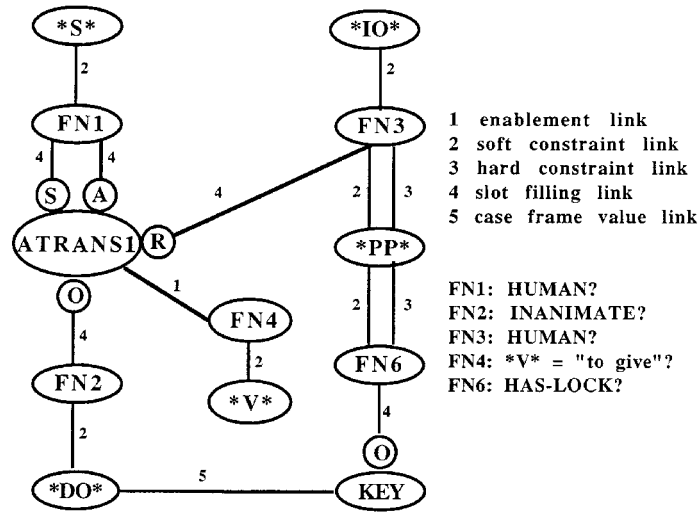 *S*
*IO*
2
2
FN1
FN3
1 enablement link
2 soft constraint link
3 hard constraint link
4 slot filling link
5 case frame value link
4
4
4
2
3
S
A
ATRANS1
R
*PP*
O
1
FN4
2
3
4
2
FN2
*V*
FN6
2
4
O
*DO*
5
KEY
FN1: HUMAN?
FN2: INANIMATE?
FN3: HUMAN?
FN4: *V* = "to give"?
FN6: HAS-LOCK?